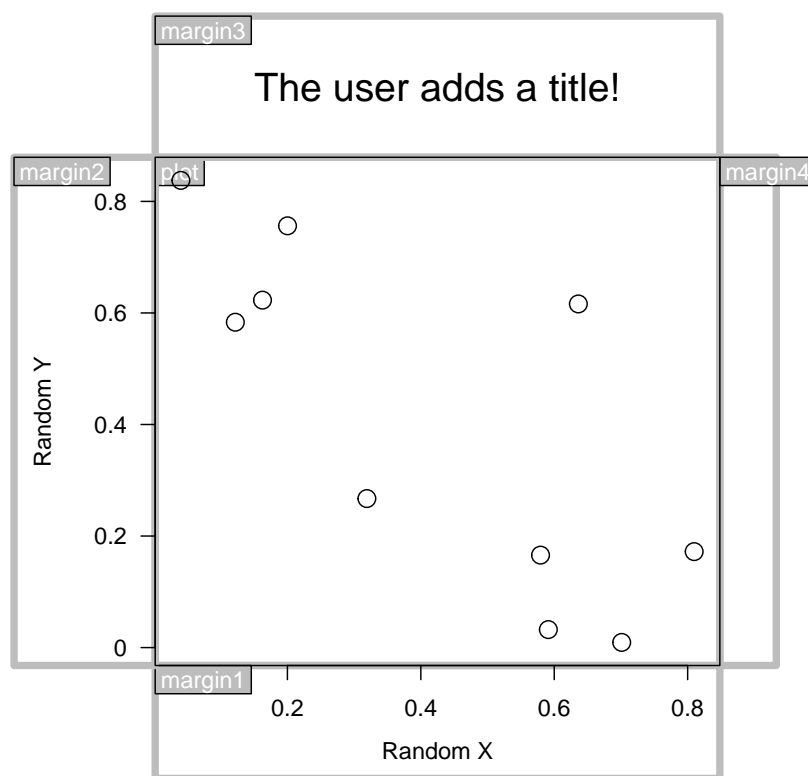 margin3
The user adds a title!
margin2
plot
margin4
0.8
0.6
0.4
0.2
0
Random Y
margin1
0.2 0.4 0.6 0.8
Random X